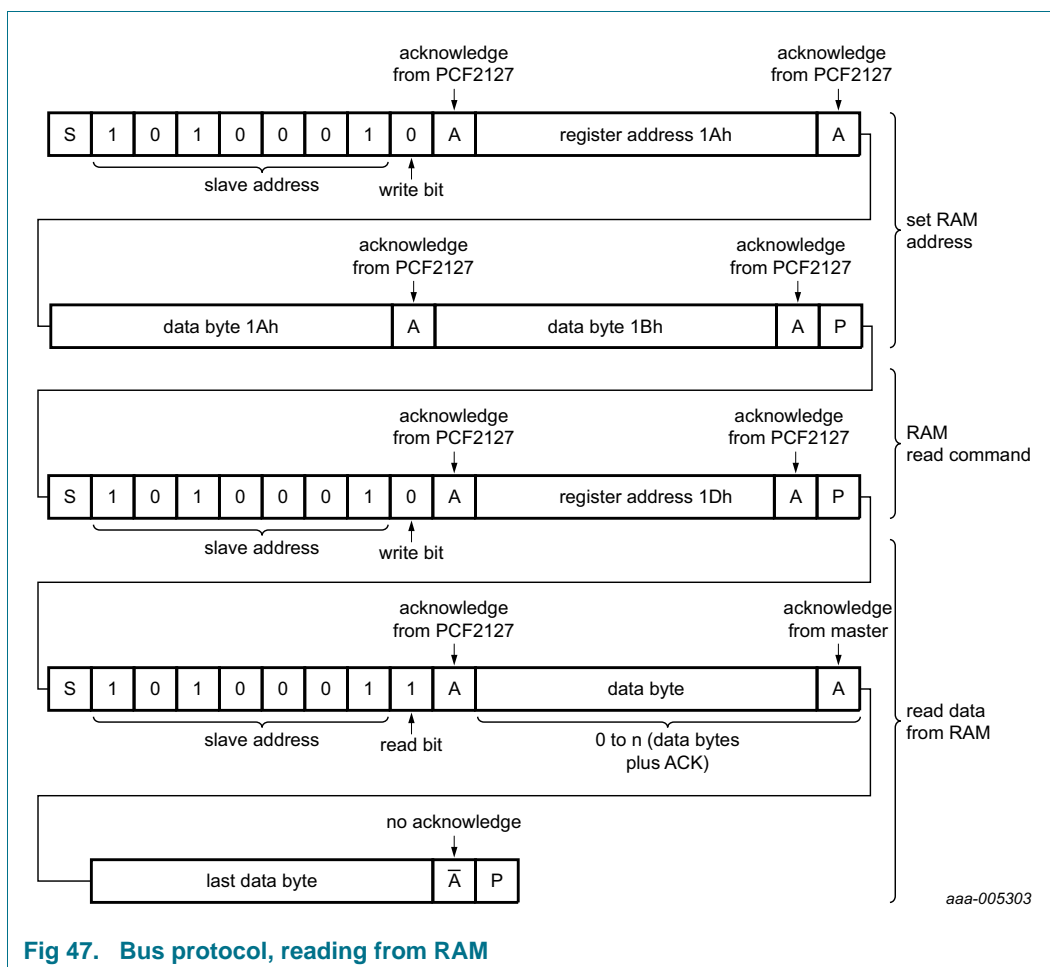 acknowledge
from PCF2127
acknowledge
from PCF2127
S 1 0 1 0 0 0 1 0 A register address 1Ah A
slave address
write bit
set RAM
address
acknowledge
from PCF2127
acknowledge
from PCF2127
data byte 1Ah A data byte 1Bh A P
acknowledge
from PCF2127
acknowledge
from PCF2127
RAM
read command
S 1 0 1 0 0 0 1 0 A register address 1Dh A P
slave address
write bit
acknowledge
from PCF2127
acknowledge
from master
S 1 0 1 0 0 0 1 1 A data byte A
slave address
read bit
0 to n (data bytes
plus ACK)
read data
from RAM
no acknowledge
last data byte A̅ P
aaa-005303
Fig 47. Bus protocol, reading from RAM